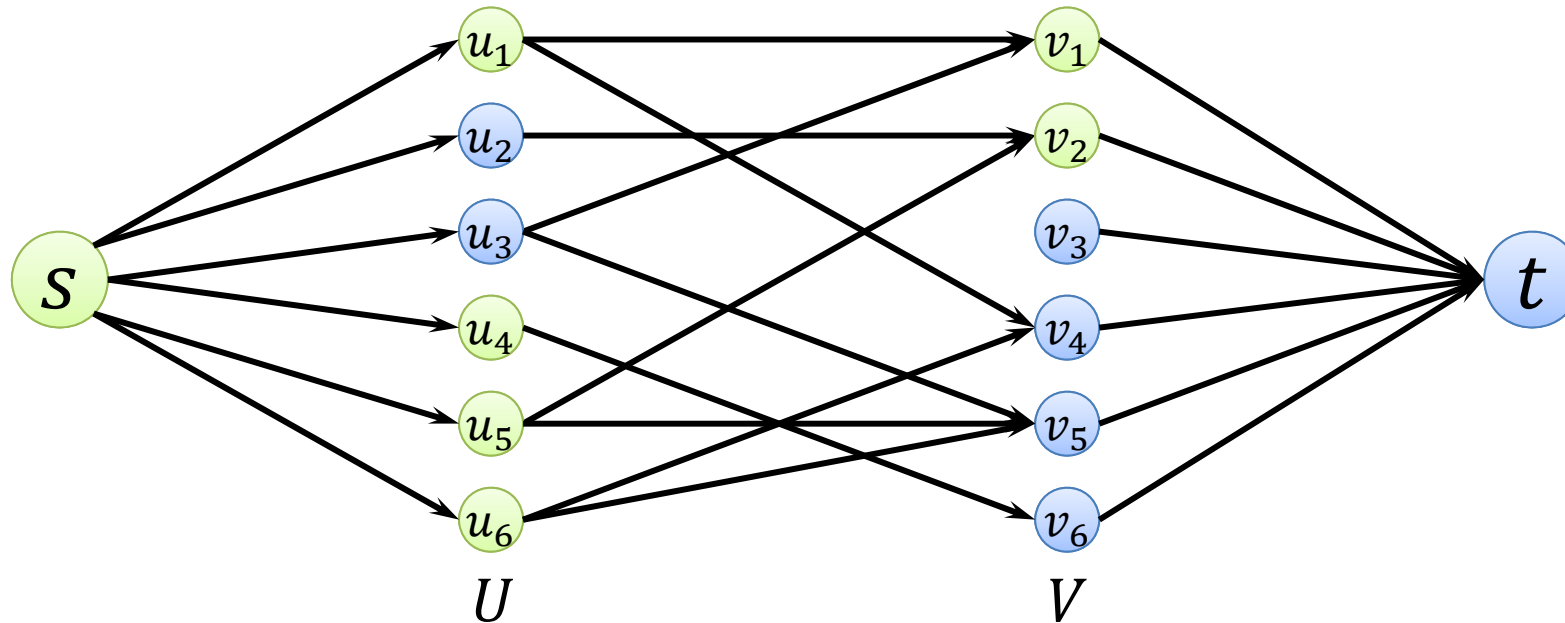 u₁ v₁
u₂ v₂
u₃ v₃
s t
u₄ v₄
u₅ v₅
u₆ v₆
U V